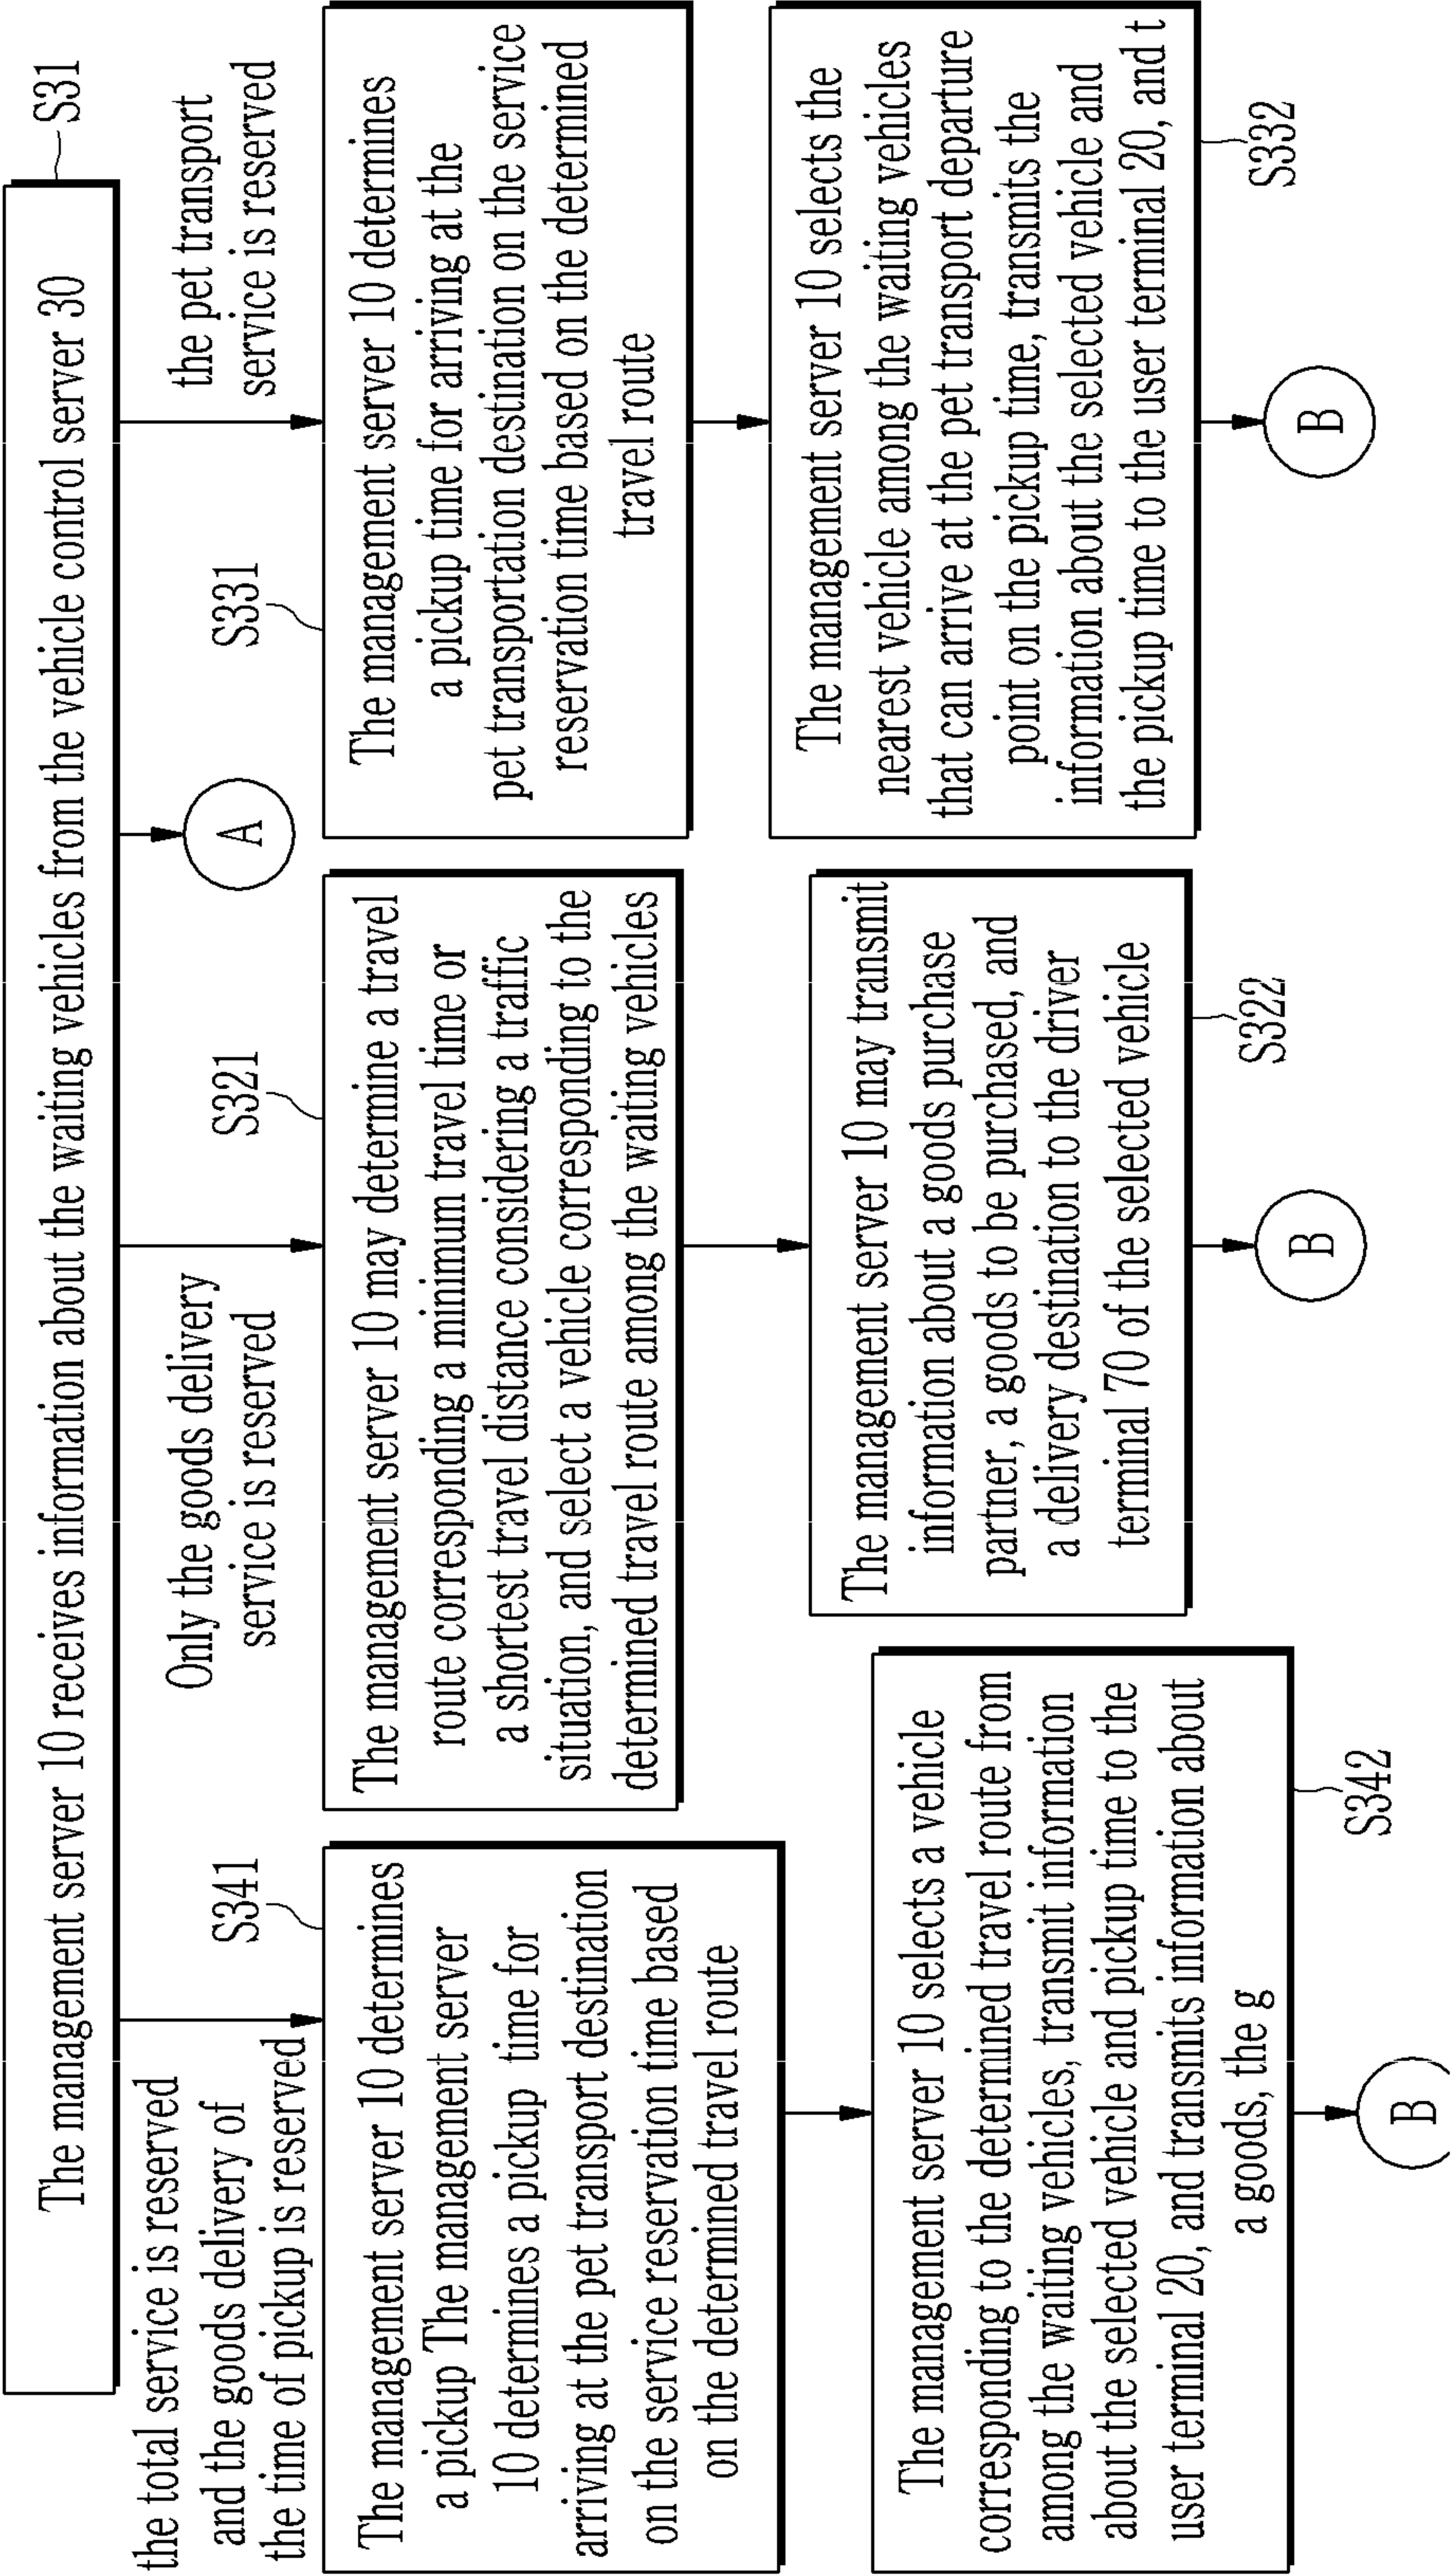 The management server 10 receives information about the waiting vehicles from the vehicle control server 30
S31
the total service is reserved
and the goods delivery of
the time of pickup is reserved
S341
The management server 10 determines
a pickup The management server
10 determines a pickup time for
arriving at the pet transport destination
on the service reservation time based
on the determined travel route
The management server 10 selects a vehicle
corresponding to the determined travel route from
among the waiting vehicles, transmit information
about the selected vehicle and pickup time to the
user terminal 20, and transmits information about
a goods, the g
S342
B
Only the goods delivery
service is reserved
S321
The management server 10 may determine a travel
route corresponding a minimum travel time or
a shortest travel distance considering a traffic
situation, and select a vehicle corresponding to the
determined travel route among the waiting vehicles
The management server 10 may transmit
information about a goods purchase
partner, a goods to be purchased, and
a delivery destination to the driver
terminal 70 of the selected vehicle
S322
B
A
the pet transport
service is reserved
S331
The management server 10 determines
a pickup time for arriving at the
pet transportation destination on the service
reservation time based on the determined
travel route
The management server 10 selects the
nearest vehicle among the waiting vehicles
that can arrive at the pet transport departure
point on the pickup time, transmits the
information about the selected vehicle and
the pickup time to the user terminal 20, and t
S332
B